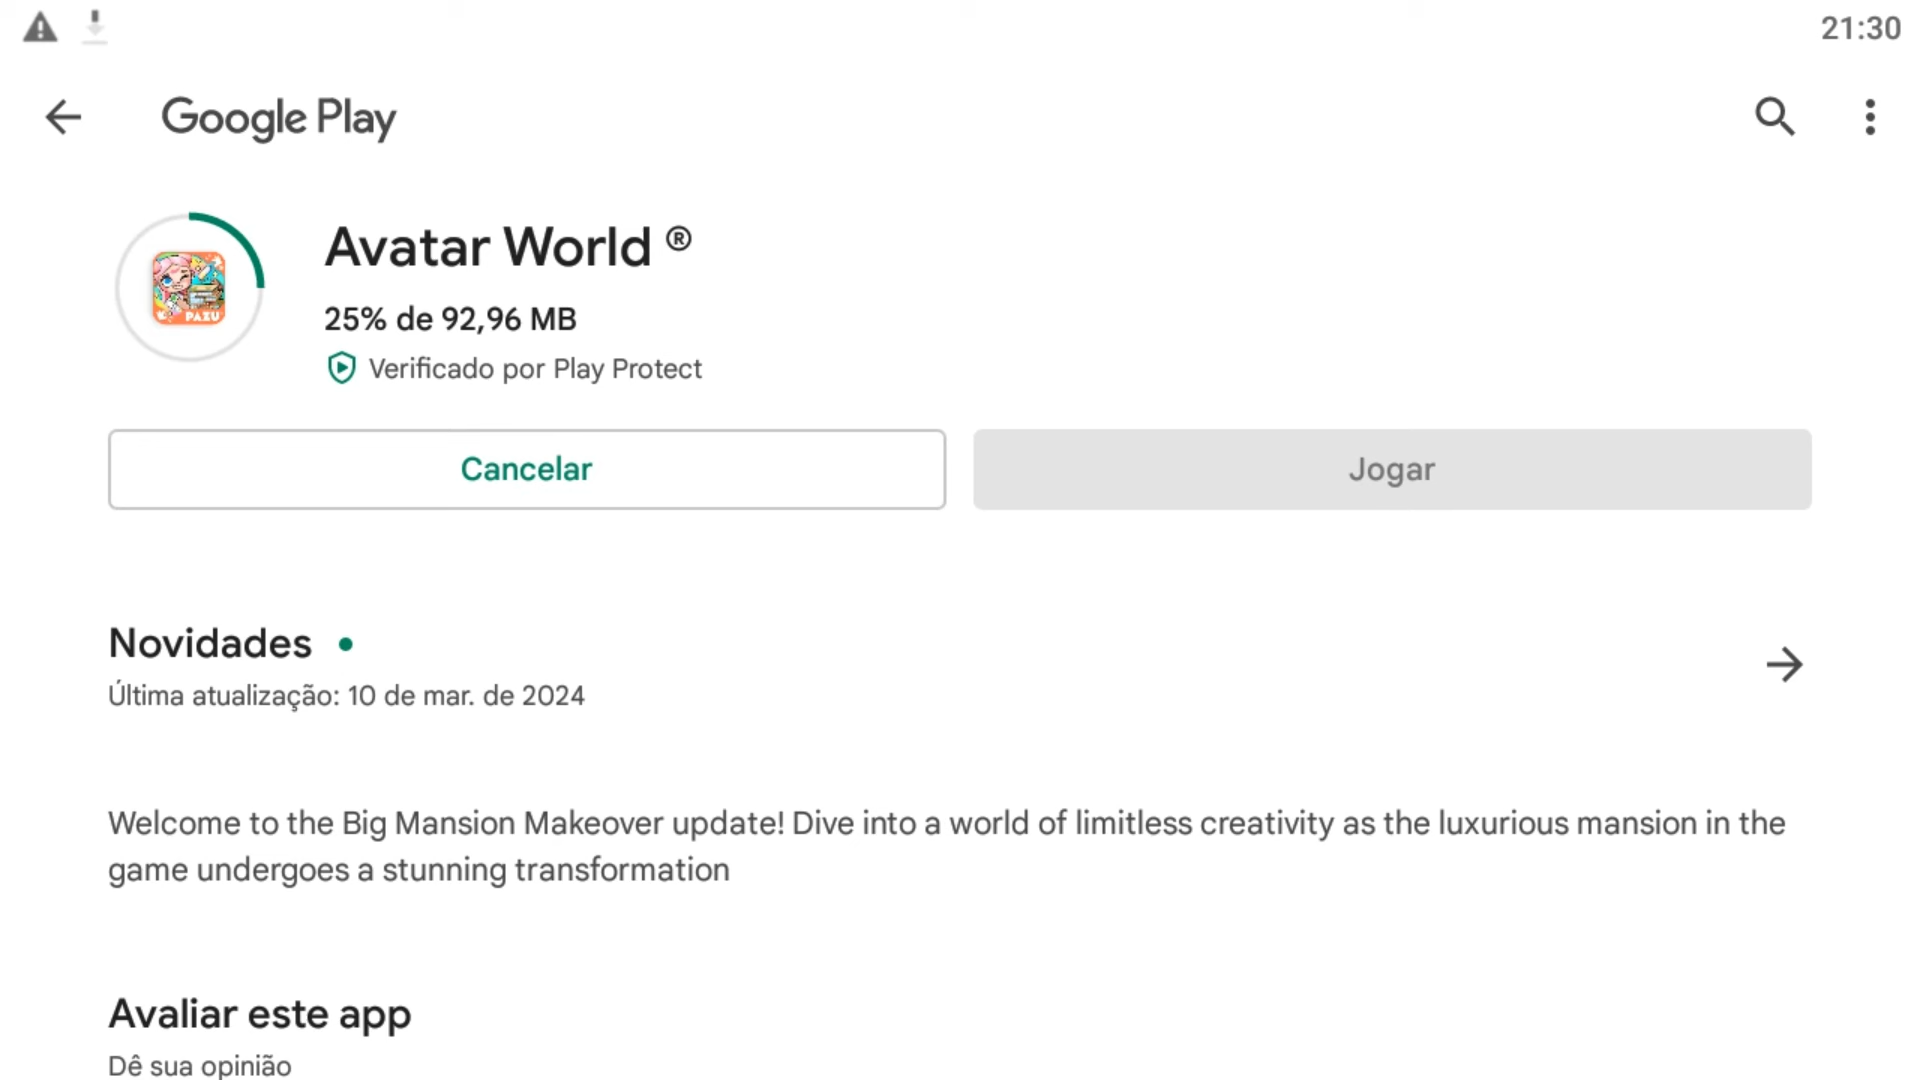 21:30
Google Play
Avatar World ®
25% de 92,96 MB
PAZU
Verificado por Play Protect
Cancelar
Jogar
Novidades
Última atualização: 10 de mar. de 2024
Welcome to the Big Mansion Makeover update! Dive into a world of limitless creativity as the luxurious mansion in the
game undergoes a stunning transformation
Avaliar este app
Dê sua opinião